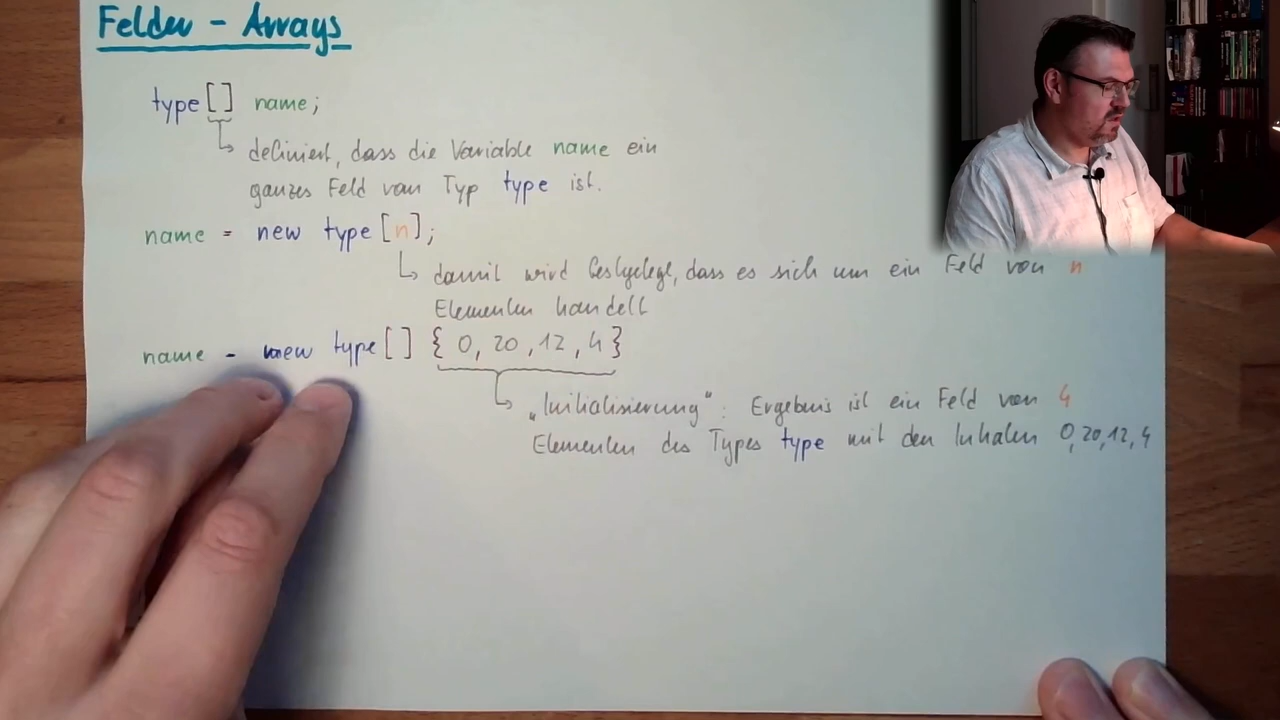 Felder - Arrays
type[] name;
definiert, dass die Variable name ein
ganzes Feld vom Typ type ist.
name = new type[n];
damit wird festgelegt, dass es sich um ein Feld von n
Elementen handelt
name = new type[] { 0, 20, 12, 4 }
"Initialisierung": Ergebnis ist ein Feld von 4
Elementen des Types type mit den Inhalten 0, 20, 12, 4